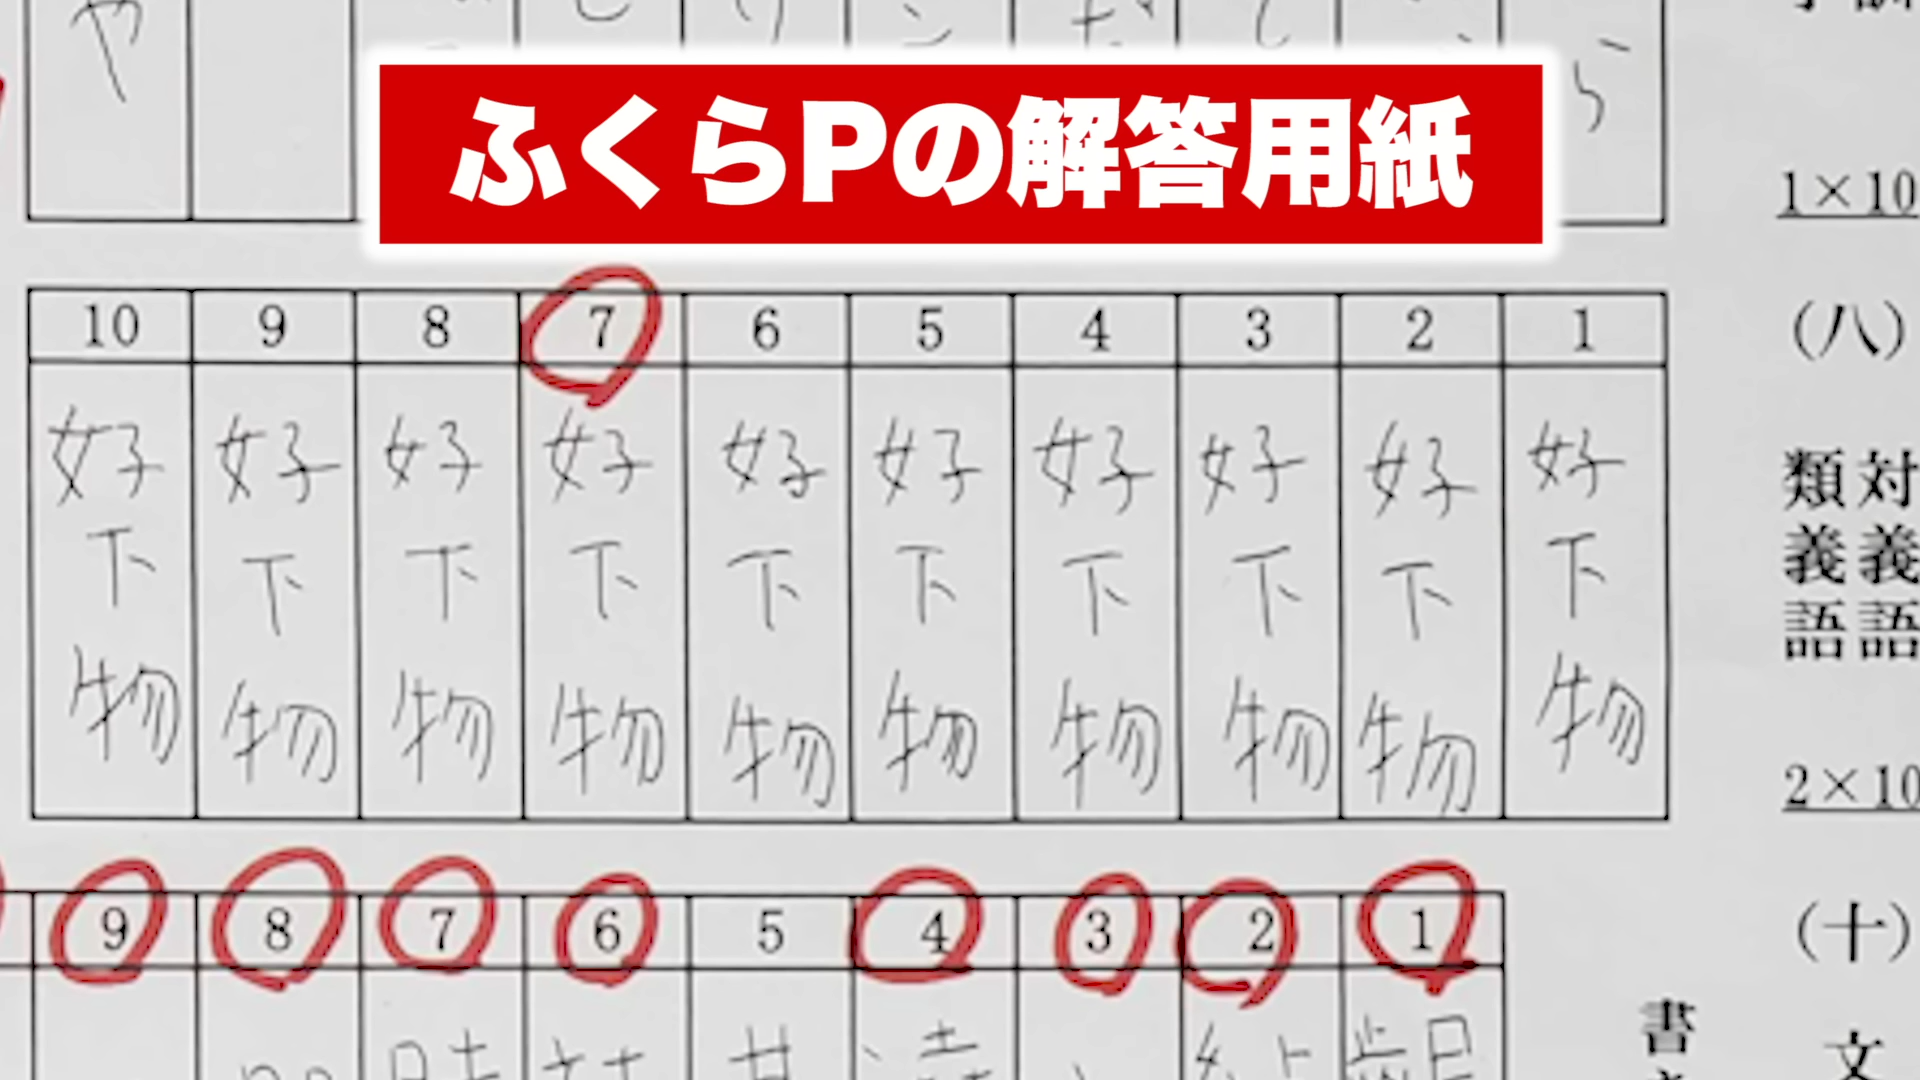 ふくらPの解答用紙
1×10
(八)
対義語
類義語
2×10
1
好下物
2
好下物
3
好下物
4
好下物
5
好下物
6
好下物
7
好下物
8
好下物
9
好下物
10
好下物
(十)
文
書
1
2
3
4
5
6
7
8
9